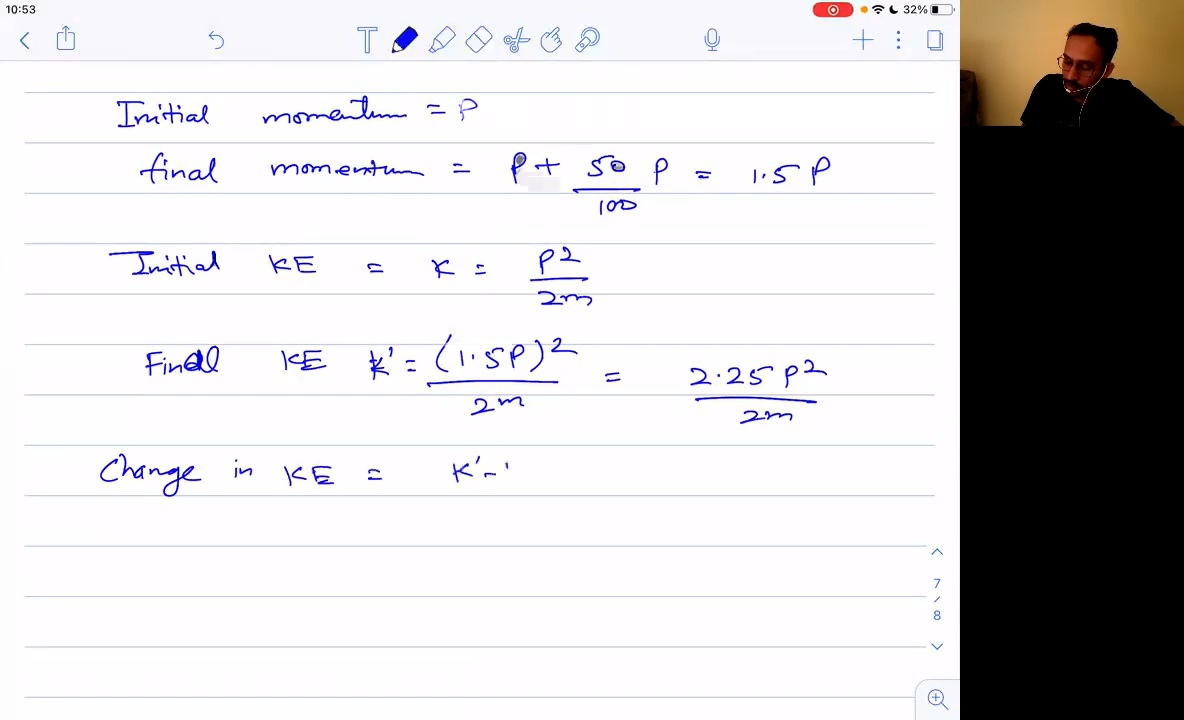 10:53
32%
T
Initial momentum = P
final momentum = P + 50/100 P = 1.5 P
Initial KE = K = P²/2m
Final KE K' = (1.5P)²/2m = 2.25 P²/2m
Change in KE = K' -
7
/
8